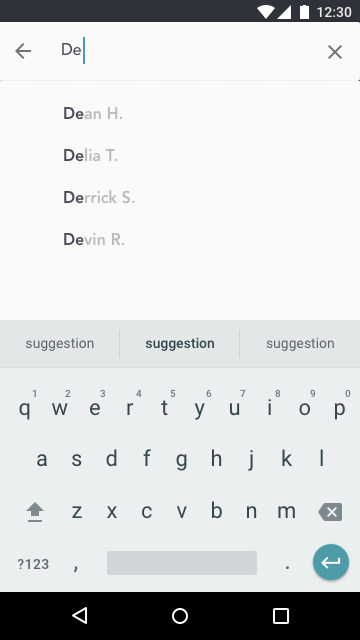 12:30
De
Dean H.
Delia T.
Derrick S.
Devin R.
suggestion suggestion suggestion
1 2 3 4 5 6 7 8 9 0
q w e r t y u i o p
a s d f g h j k l
z x c v b n m
?123 , .